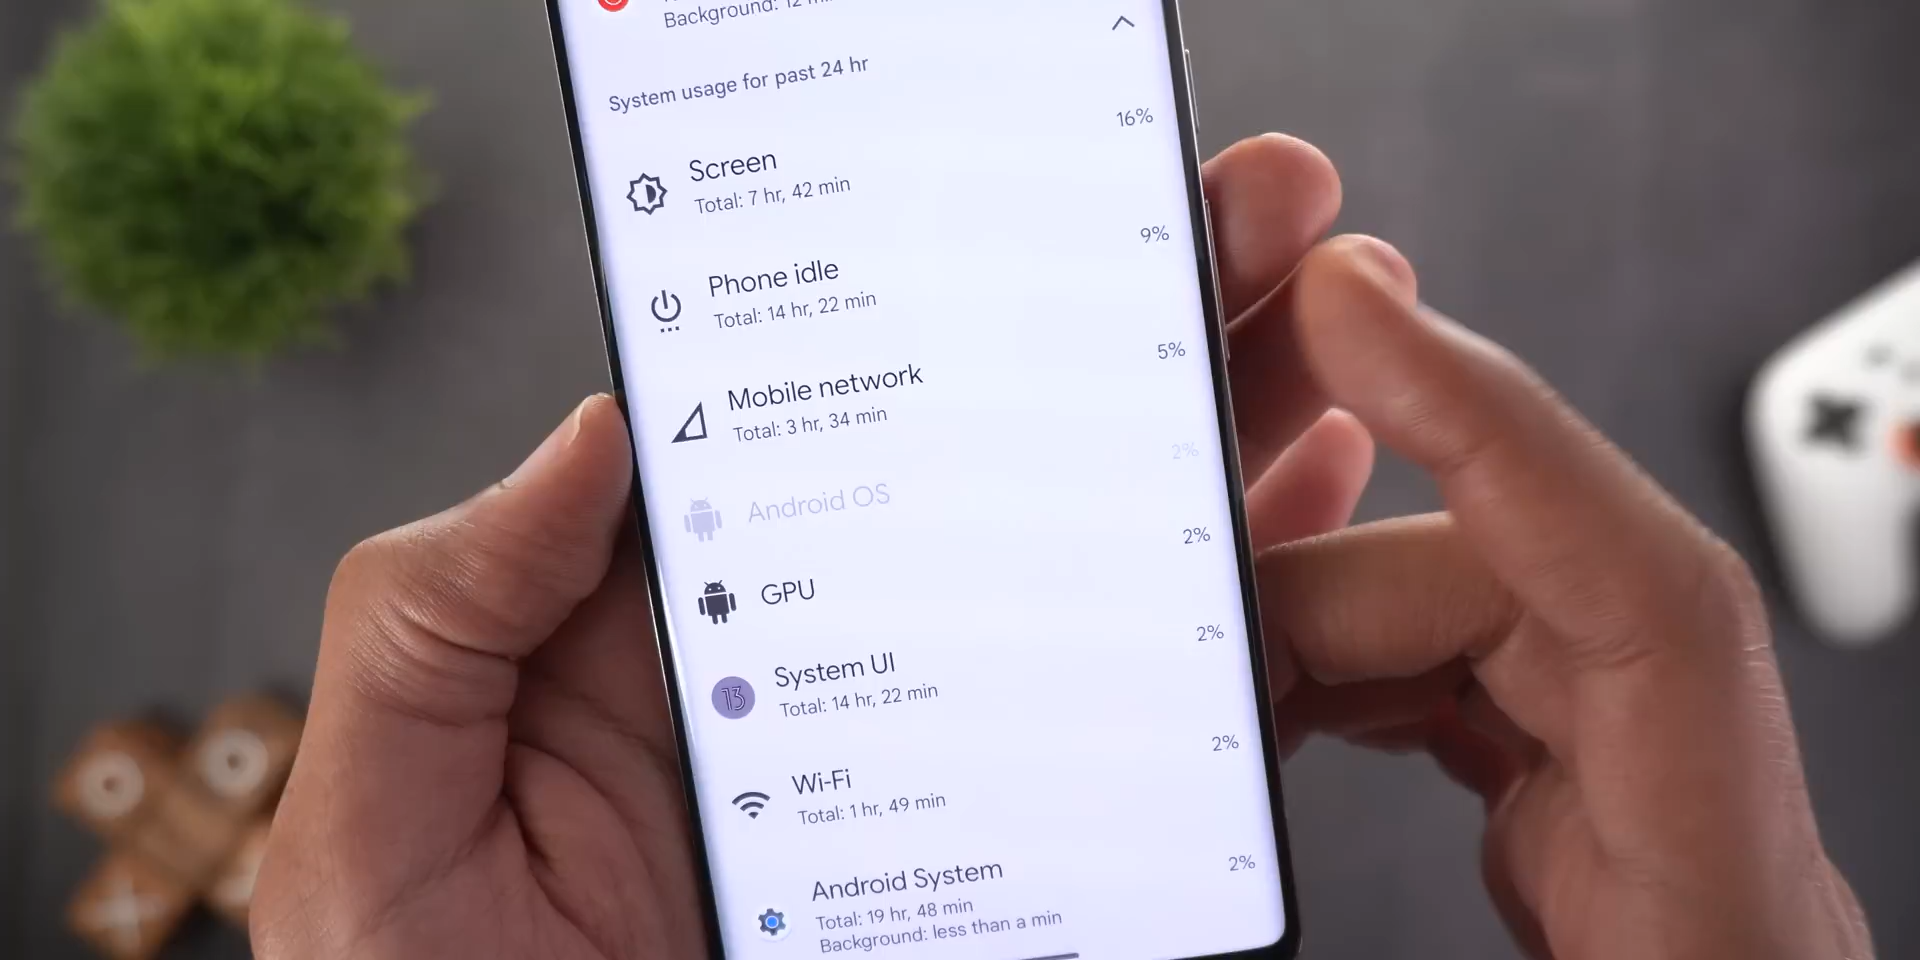 Background: 12
System usage for past 24 hr
Screen
16%
Total: 7 hr, 42 min
Phone idle
9%
Total: 14 hr, 22 min
Mobile network
5%
Total: 3 hr, 34 min
Android OS
2%
GPU
2%
System UI
2%
13
Total: 14 hr, 22 min
Wi-Fi
2%
Total: 1 hr, 49 min
Android System
2%
Total: 19 hr, 48 min
Background: less than a min